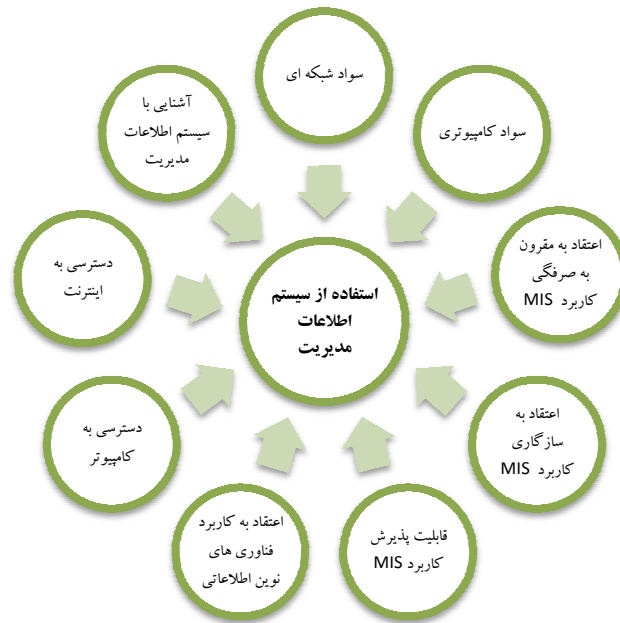 سواد شبکه ای
سواد کامپیوتری
اعتقاد به مقرون
به صرفگی
کاربرد MIS
اعتقاد به
سازگاری
کاربرد MIS
قابلیت پذیرش
کاربرد MIS
اعتقاد به کاربرد
فناوری های
نوین اطلاعاتی
دسترسی به
کامپیوتر
دسترسی به
اینترنت
آشنایی با
سیستم اطلاعات
مدیریت
استفاده از سیستم
اطلاعات
مدیریت